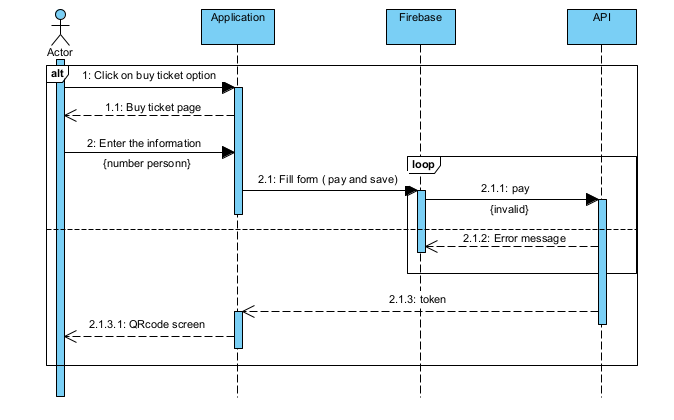 Application
Firebase
API
Actor
alt
1: Click on buy ticket option
1.1: Buy ticket page
2: Enter the information
{number personn}
loop
2.1: Fill form ( pay and save)
2.1.1: pay
{invalid}
2.1.2: Error message
2.1.3: token
2.1.3.1: QRcode screen